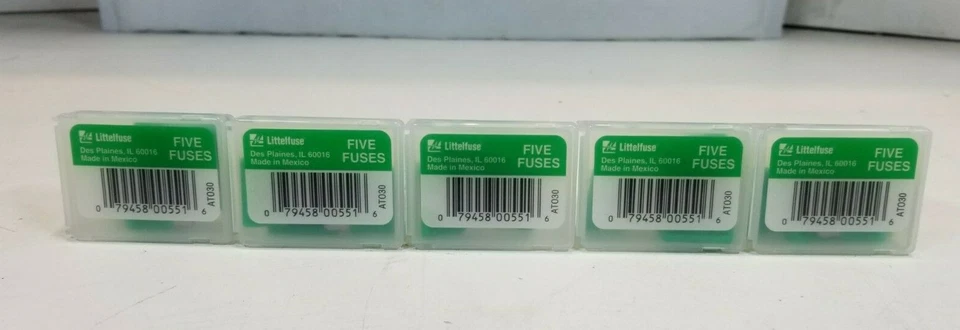 Littelfuse
FIVE FUSES
Des Plaines, IL 60016
Made in Mexico
0 79458 00551 6
ATO30
Littelfuse
FIVE FUSES
Des Plaines, IL 60016
Made in Mexico
0 79458 00551 6
ATO30
Littelfuse
FIVE FUSES
Des Plaines, IL 60016
Made in Mexico
0 79458 00551 6
ATO30
Littelfuse
FIVE FUSES
Des Plaines, IL 60016
Made in Mexico
0 79458 00551 6
ATO30
Littelfuse
FIVE FUSES
Des Plaines, IL 60016
Made in Mexico
0 79458 00551 6
ATO30